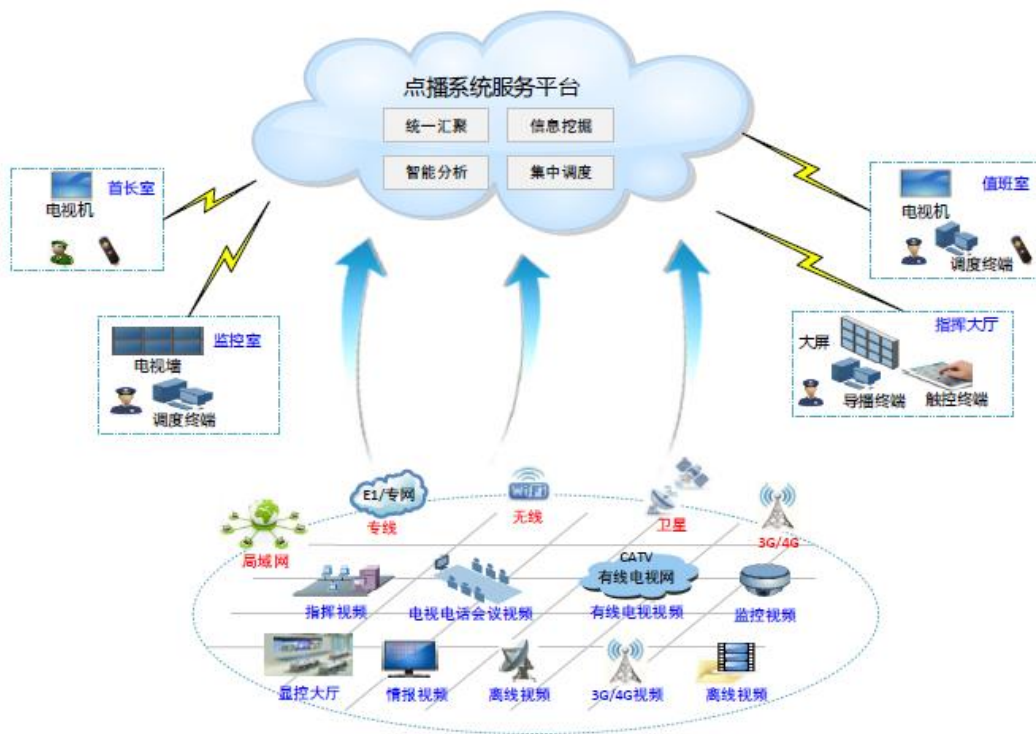 点播系统服务平台
统一汇聚
信息挖掘
智能分析
集中调度
首长室
电视机
值班室
电视机
调度终端
监控室
电视墙
调度终端
指挥大厅
大屏
导播终端
触控终端
E1/专网
专线
WiFi
无线
卫星
3G/4G
局域网
CATV
有线电视网
指挥视频
电视电话会议视频
有线电视视频
监控视频
显控大厅
情报视频
离线视频
3G/4G视频
离线视频